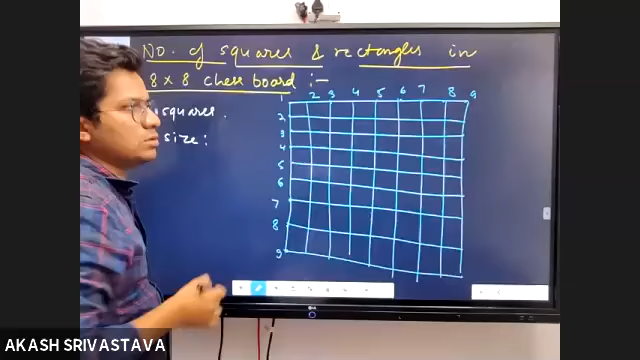 No. of squares & rectangles in
8 x 8 chess board :-
squares.
size:
1 2 3 4 5 6 7 8 9
2
3
4
5
6
7
8
9
AKASH SRIVASTAVA